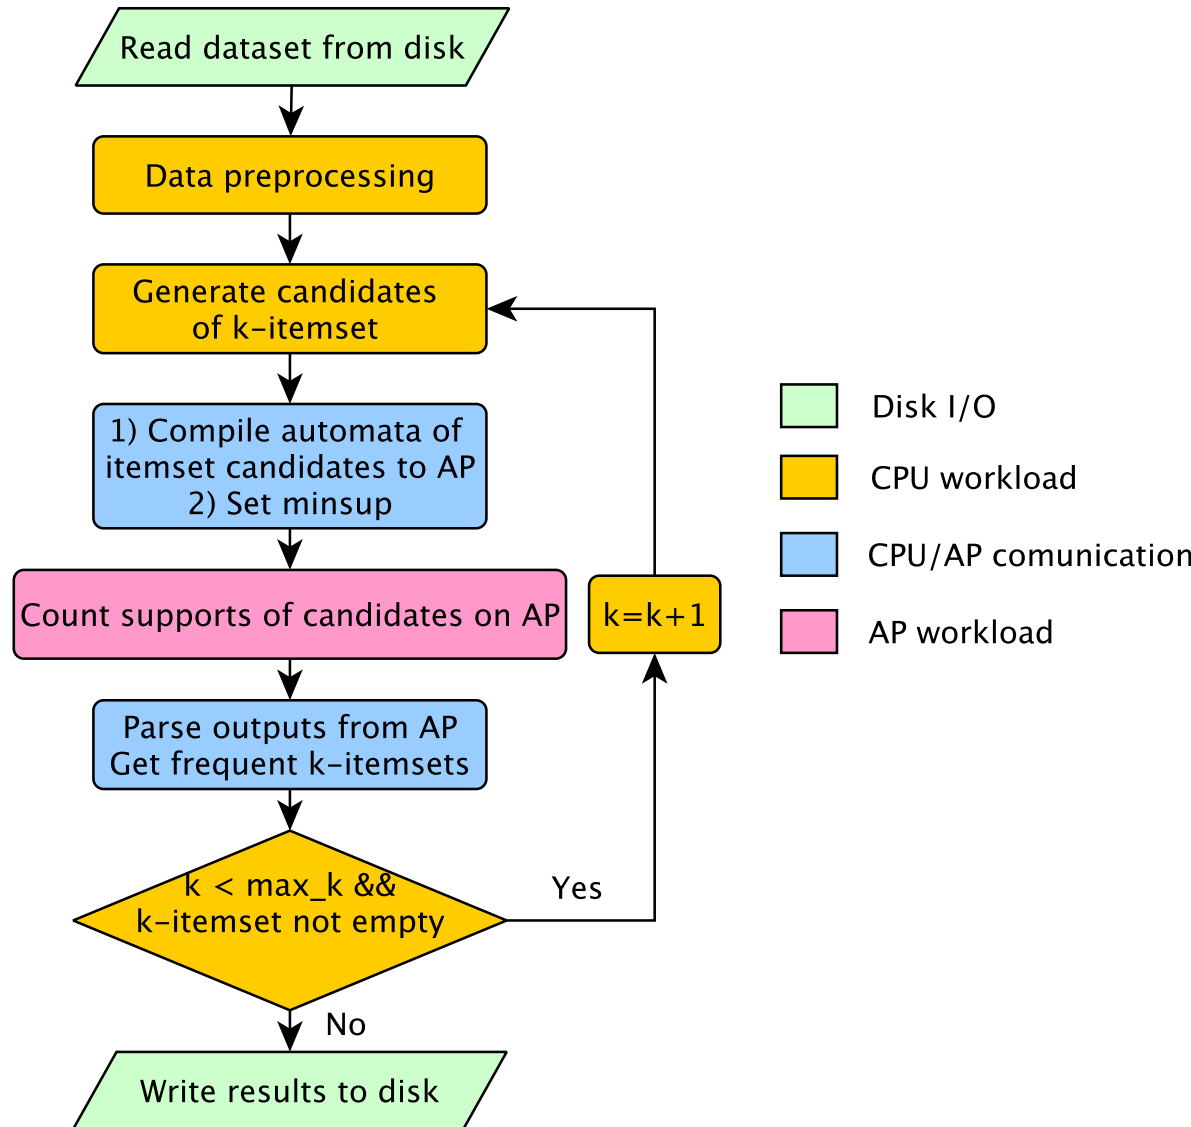 Read dataset from disk
Data preprocessing
Generate candidates
of k-itemset
1) Compile automata of
itemset candidates to AP
2) Set minsup
Count supports of candidates on AP
k=k+1
Parse outputs from AP
Get frequent k-itemsets
k < max_k &&
k-itemset not empty
Yes
No
Write results to disk
Disk I/O
CPU workload
CPU/AP comunication
AP workload